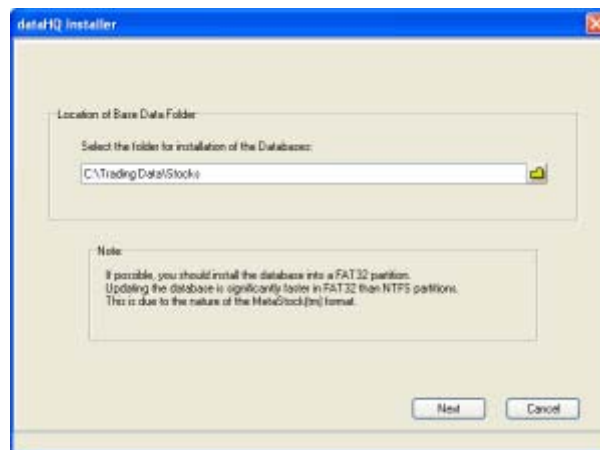 dataHQ Installer
Location of Base Data Folder
Select the folder for installation of the Databases:
C:\Trading Data\Stocks
Note:
If possible, you should install the database into a FAT32 partition.
Updating the database is significantly faster in FAT32 than NTFS partitions.
This is due to the nature of the MetaStock(tm) format.
Next
Cancel